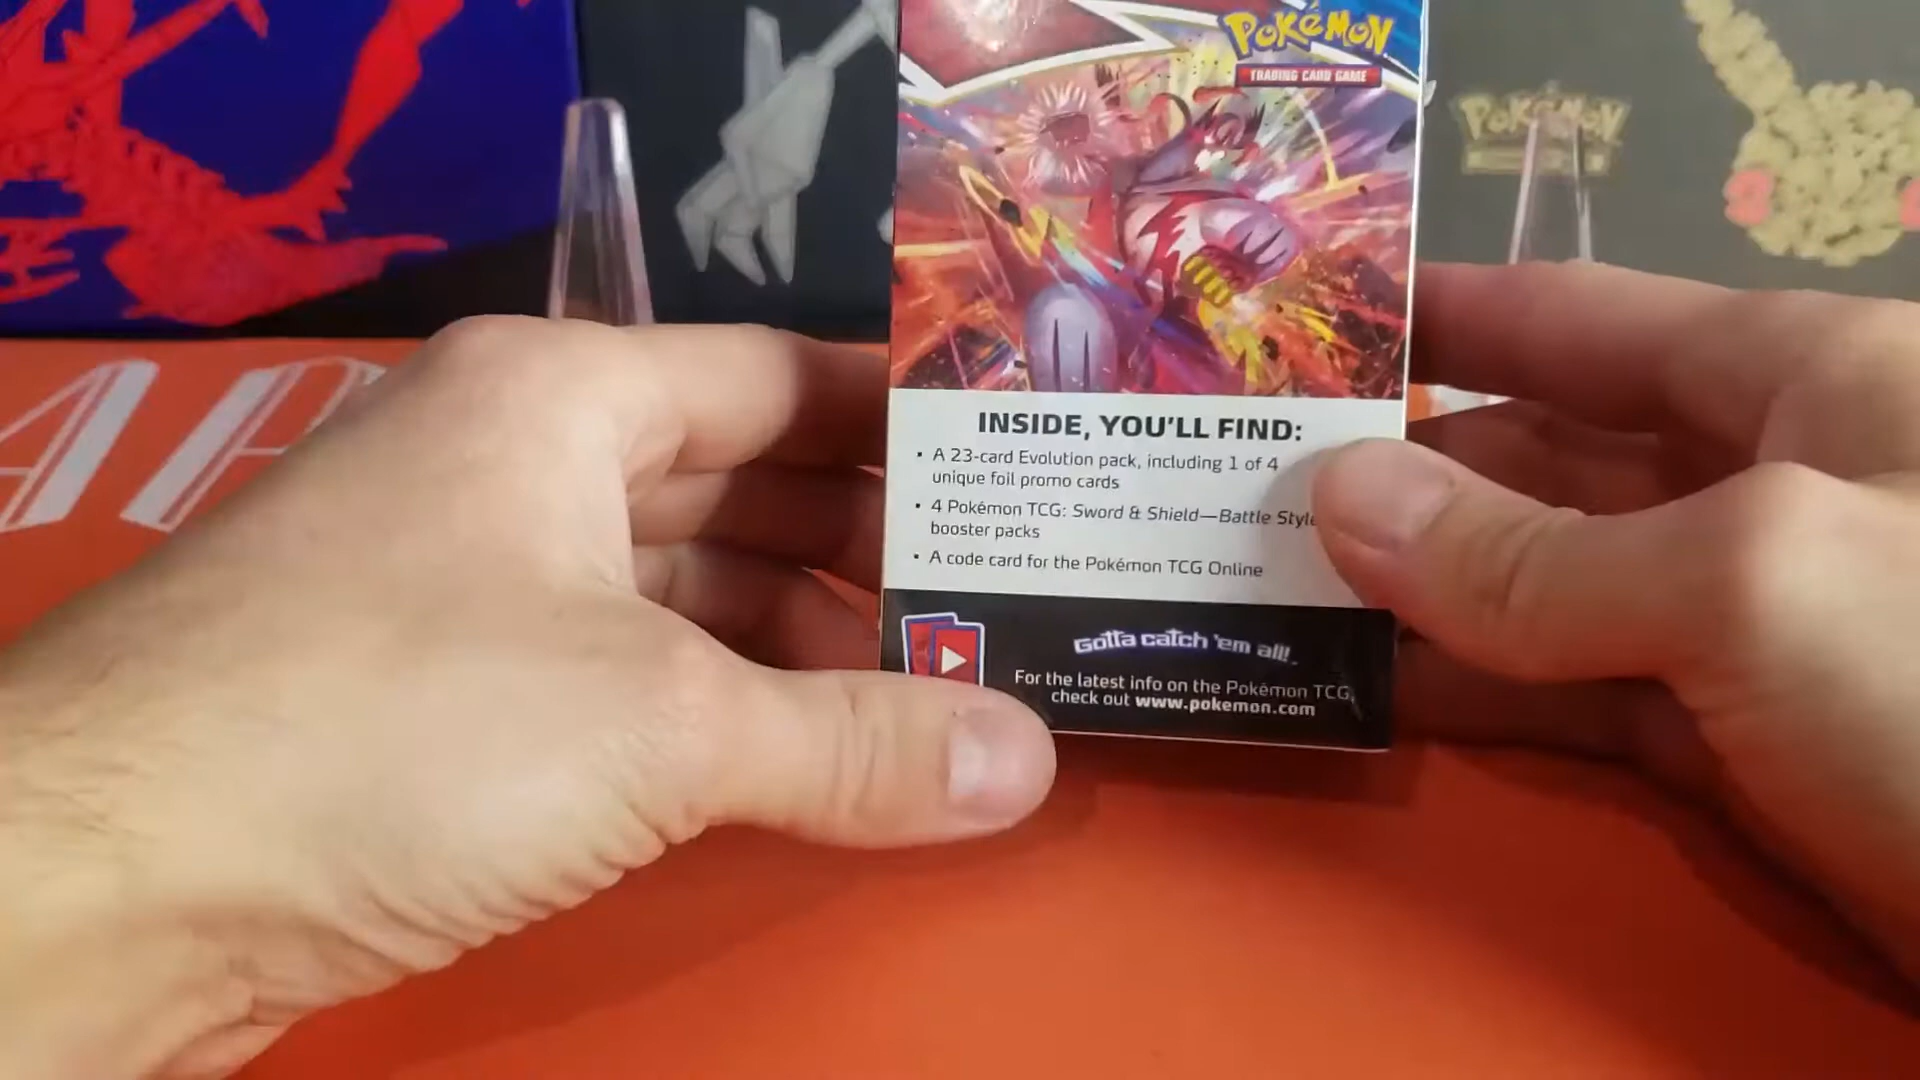 POKéMON
TRADING CARD GAME
POKéMON
INSIDE, YOU'LL FIND:
• A 23-card Evolution pack, including 1 of 4
unique foil promo cards
• 4 Pokémon TCG: Sword & Shield—Battle Style
booster packs
• A code card for the Pokémon TCG Online
Gotta catch 'em all!
For the latest info on the Pokémon TCG,
check out www.pokemon.com